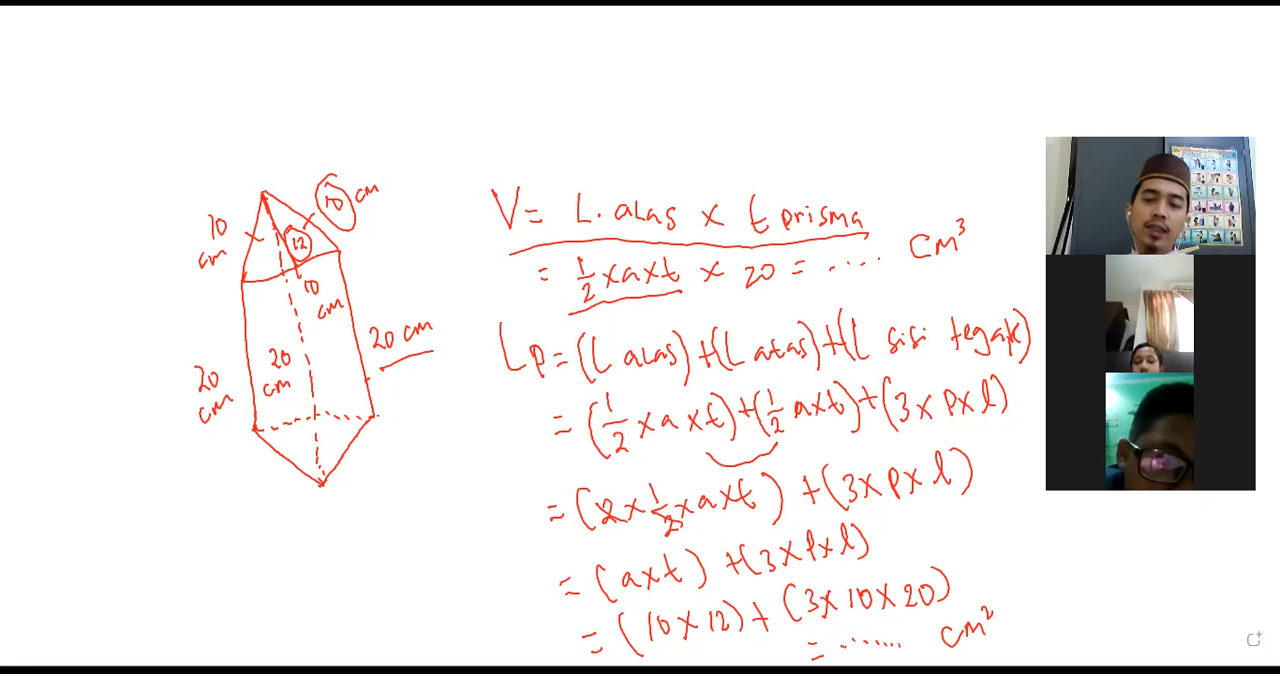 10 cm
10 cm
12
10 cm
20 cm
20 cm
20 cm
V = L. alas x t prisma
= 1/2 x a x t x 20 = ..... cm³
Lp = (L alas) + (L atas) + (L sisi tegak)
= (1/2 x a x t) + (1/2 a x t) + (3 x p x l)
= (2 x 1/2 x a x t) + (3 x p x l)
= (a x t) + (3 x p x l)
= (10 x 12) + (3 x 10 x 20)
= ....... cm²